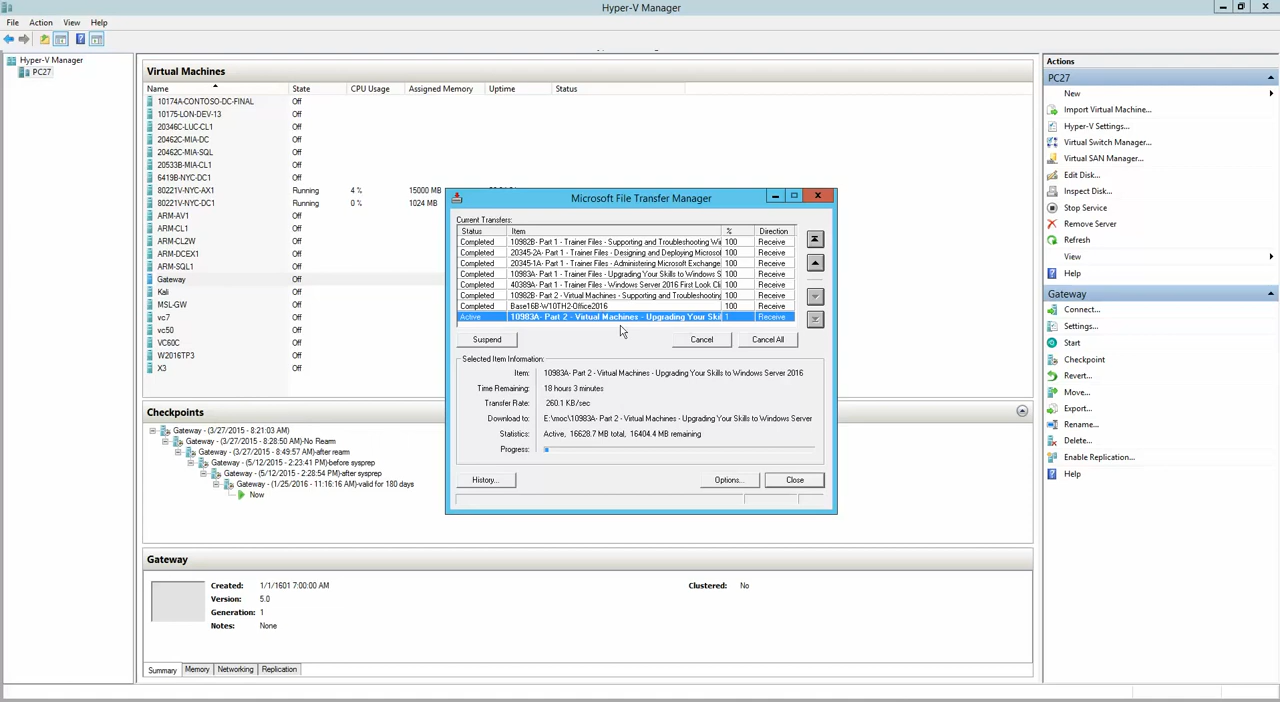 Hyper-V Manager
File Action View Help
Hyper-V Manager
PC27
Virtual Machines
Name State CPU Usage Assigned Memory Uptime Status
10174A-CONTOSO-DC-FINAL Off
10175-LON-DEV-13 Off
20346C-LUC-CL1 Off
20462C-MIA-DC Off
20462C-MIA-SQL Off
20533B-MIA-CL1 Off
6419B-NYC-DC1 Off
80221V-NYC-AX1 Running 4 % 15000 MB
80221V-NYC-DC1 Running 0 % 1024 MB
ARM-AV1 Off
ARM-CL1 Off
ARM-CL2W Off
ARM-DCEX1 Off
ARM-SQL1 Off
Gateway Off
Kali Off
MSL-GW Off
vc7 Off
vc50 Off
VC60C Off
W2016TP3 Off
X3 Off
Checkpoints
Gateway - (3/27/2015 - 8:21:03 AM)
Gateway - (3/27/2015 - 8:28:50 AM)-No Rearm
Gateway - (3/27/2015 - 8:49:57 AM)-after rearm
Gateway - (5/12/2015 - 2:23:41 PM)-before sysprep
Gateway - (5/12/2015 - 2:28:54 PM)-after sysprep
Gateway - (1/25/2016 - 11:16:16 AM)-valid for 180 days
Now
Gateway
Created: 1/1/1601 7:00:00 AM Clustered: No
Version: 5.0
Generation: 1
Notes: None
Summary Memory Networking Replication
Microsoft File Transfer Manager
Current Transfers:
Status Item % Direction
Completed 10982B- Part 1 - Trainer Files - Supporting and Troubleshooting Wi 100 Receive
Completed 20345-2A- Part 1 - Trainer Files - Designing and Deploying Microsol 100 Receive
Completed 20345-1A- Part 1 - Trainer Files - Administering Microsoft Exchange 100 Receive
Completed 10983A- Part 1 - Trainer Files - Upgrading Your Skills to Windows S 100 Receive
Completed 40389A- Part 1 - Trainer Files - Windows Server 2016 First Look Cli 100 Receive
Completed 10982B- Part 2 - Virtual Machines - Supporting and Troubleshooting 100 Receive
Completed Base16B-W10TH2-Office2016 100 Receive
Active 10983A- Part 2 - Virtual Machines - Upgrading Your Skil 1 Receive
Suspend Cancel Cancel All
Selected Item Information:
Item: 10983A- Part 2 - Virtual Machines - Upgrading Your Skills to Windows Server 2016
Time Remaining: 18 hours 3 minutes
Transfer Rate: 260.1 KB/sec
Download to: E:\moc\10983A- Part 2 - Virtual Machines - Upgrading Your Skills to Windows Server
Statistics: Active, 16628.7 MB total, 16404.4 MB remaining
Progress:
History... Options... Close
Actions
PC27
New
Import Virtual Machine...
Hyper-V Settings...
Virtual Switch Manager...
Virtual SAN Manager...
Edit Disk...
Inspect Disk...
Stop Service
Remove Server
Refresh
View
Help
Gateway
Connect...
Settings...
Start
Checkpoint
Revert...
Move...
Export...
Rename...
Delete...
Enable Replication...
Help